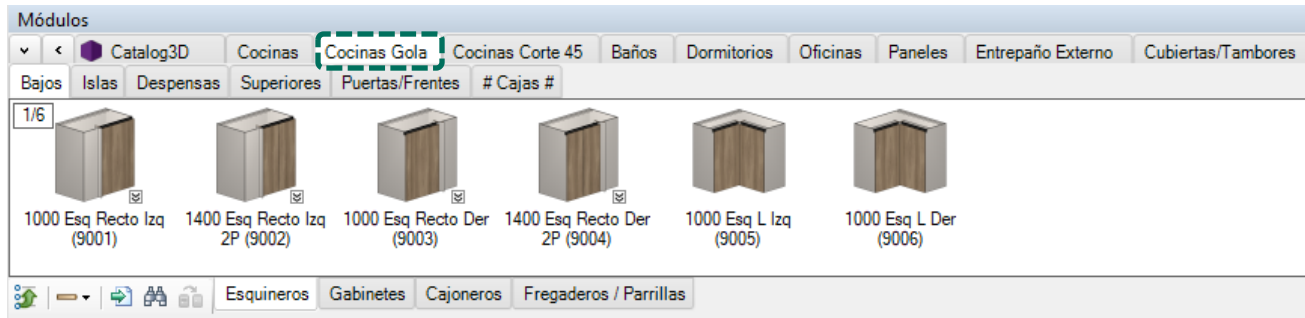 Módulos
Catalog3D Cocinas Cocinas Gola Cocinas Corte 45 Baños Dormitorios Oficinas Paneles Entrepaño Externo Cubiertas/Tambores
Bajos Islas Despensas Superiores Puertas/Frentes # Cajas #
1/6
1000 Esq Recto Izq 1400 Esq Recto Izq 1000 Esq Recto Der 1400 Esq Recto Der 1000 Esq L Izq 1000 Esq L Der
(9001) 2P (9002) (9003) 2P (9004) (9005) (9006)
Esquineros Gabinetes Cajoneros Fregaderos / Parrillas